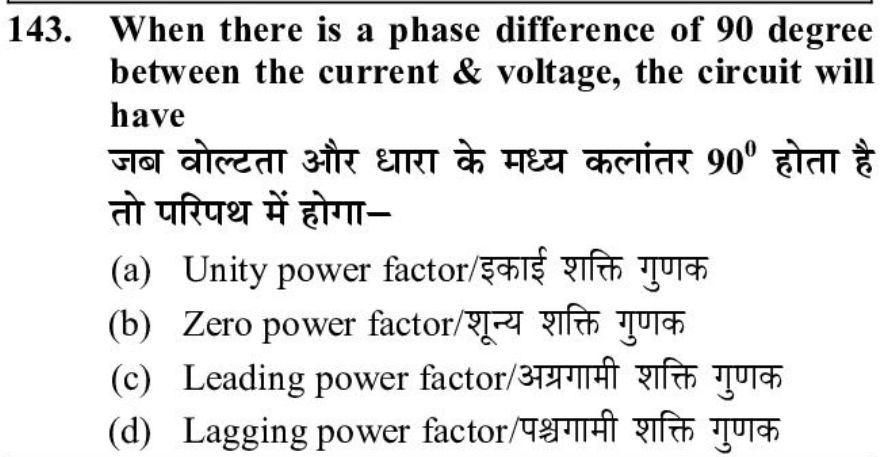 143. When there is a phase difference of 90 degree
between the current & voltage, the circuit will
have
जब वोल्टता और धारा के मध्य कलांतर 90⁰ होता है
तो परिपथ में होगा–
(a) Unity power factor/इकाई शक्ति गुणक
(b) Zero power factor/शून्य शक्ति गुणक
(c) Leading power factor/अग्रगामी शक्ति गुणक
(d) Lagging power factor/पश्चगामी शक्ति गुणक